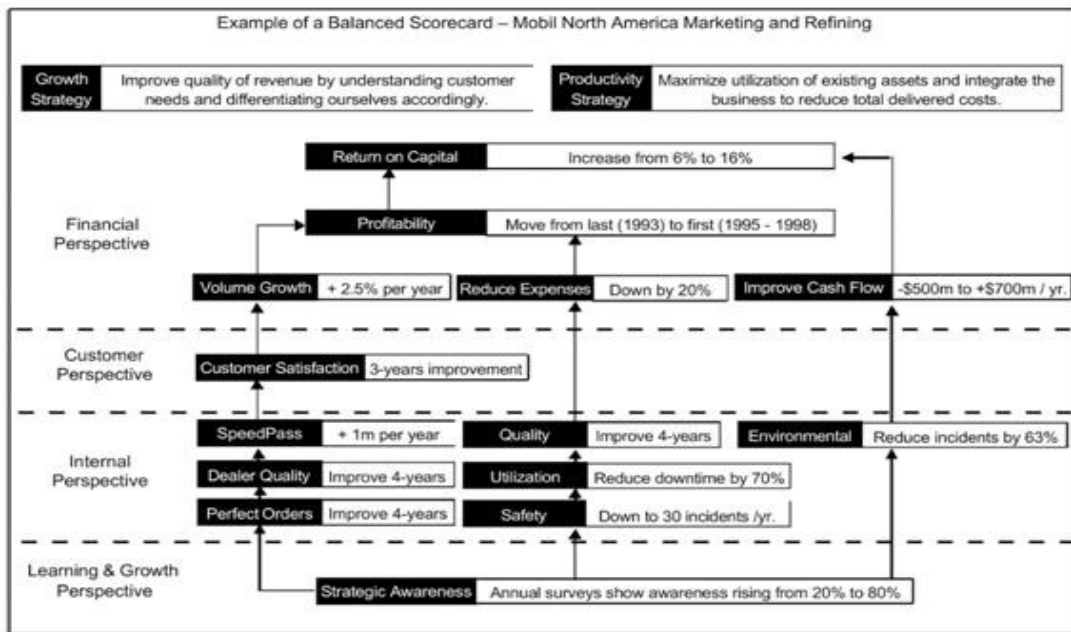 Example of a Balanced Scorecard – Mobil North America Marketing and Refining
Growth Strategy
Improve quality of revenue by understanding customer
needs and differentiating ourselves accordingly.
Productivity Strategy
Maximize utilization of existing assets and integrate the
business to reduce total delivered costs.
Financial
Perspective
Return on Capital Increase from 6% to 16%
Profitability Move from last (1993) to first (1995 - 1998)
Volume Growth + 2.5% per year
Reduce Expenses Down by 20%
Improve Cash Flow -$500m to +$700m / yr.
Customer
Perspective
Customer Satisfaction 3-years improvement
Internal
Perspective
SpeedPass + 1m per year
Quality Improve 4-years
Environmental Reduce incidents by 63%
Dealer Quality Improve 4-years
Utilization Reduce downtime by 70%
Perfect Orders Improve 4-years
Safety Down to 30 incidents /yr.
Learning & Growth
Perspective
Strategic Awareness Annual surveys show awareness rising from 20% to 80%